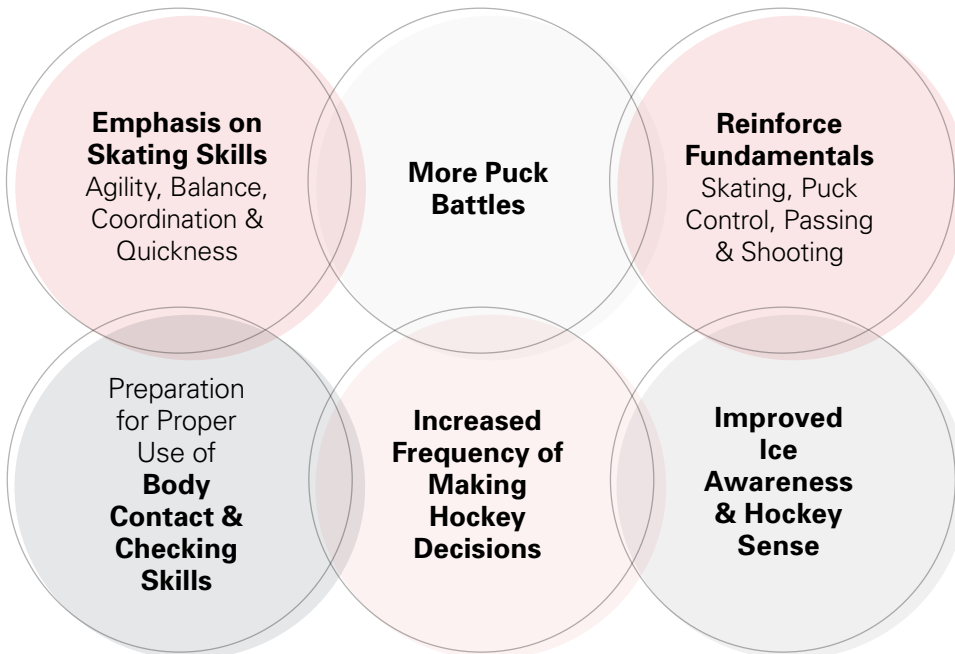 Emphasis on
Skating Skills
Agility, Balance,
Coordination &
Quickness
More Puck
Battles
Reinforce
Fundamentals
Skating, Puck
Control, Passing
& Shooting
Preparation
for Proper
Use of
Body
Contact &
Checking
Skills
Increased
Frequency of
Making
Hockey
Decisions
Improved
Ice
Awareness
& Hockey
Sense